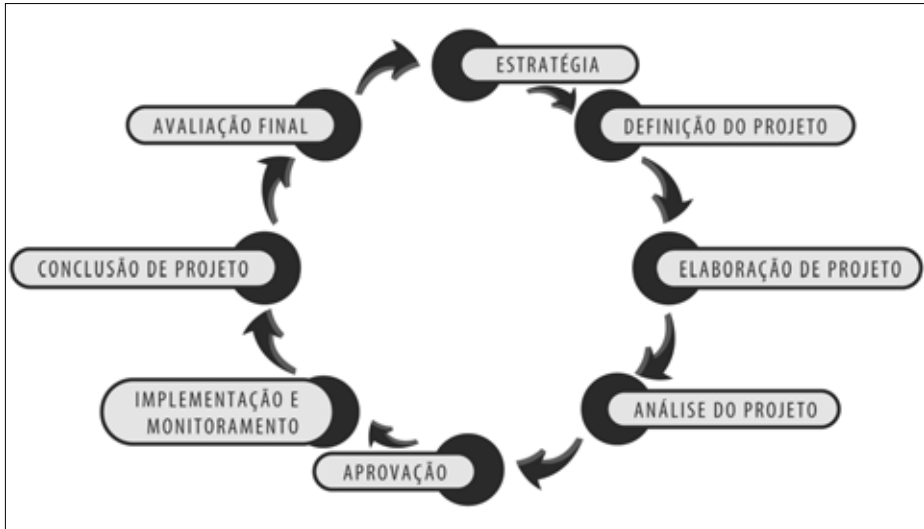 ESTRATÉGIA
DEFINIÇÃO DO PROJETO
ELABORAÇÃO DE PROJETO
ANÁLISE DO PROJETO
APROVAÇÃO
IMPLEMENTAÇÃO E
MONITORAMENTO
CONCLUSÃO DE PROJETO
AVALIAÇÃO FINAL